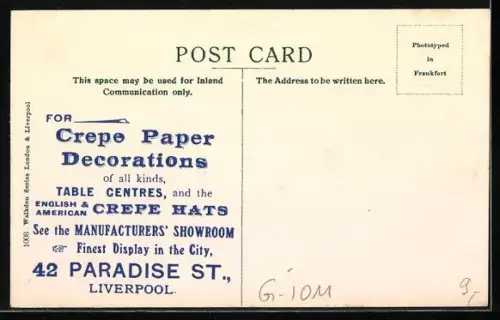 POST CARD
This space may be used for Inland
Communication only.
The Address to be written here.
Phototyped
in
Frankfort
1008 Walkden Series London & Liverpool
FOR
Crepe Paper
Decorations
of all kinds,
TABLE CENTRES, and the
ENGLISH &
AMERICAN CREPE HATS
See the MANUFACTURERS' SHOWROOM
☞ Finest Display in the City,
42 PARADISE ST.,
LIVERPOOL.
G-IOM
9,-